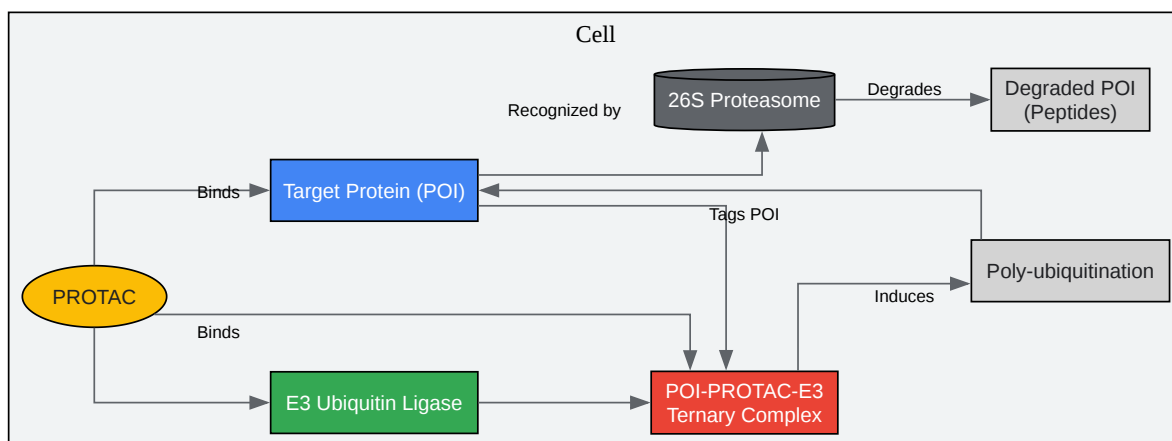 Cell
26S Proteasome
Degrades
Degraded POI
(Peptides)
Recognized by
Binds
Target Protein (POI)
Tags POI
Poly-ubiquitination
PROTAC
Induces
Binds
E3 Ubiquitin Ligase
POI-PROTAC-E3
Ternary Complex